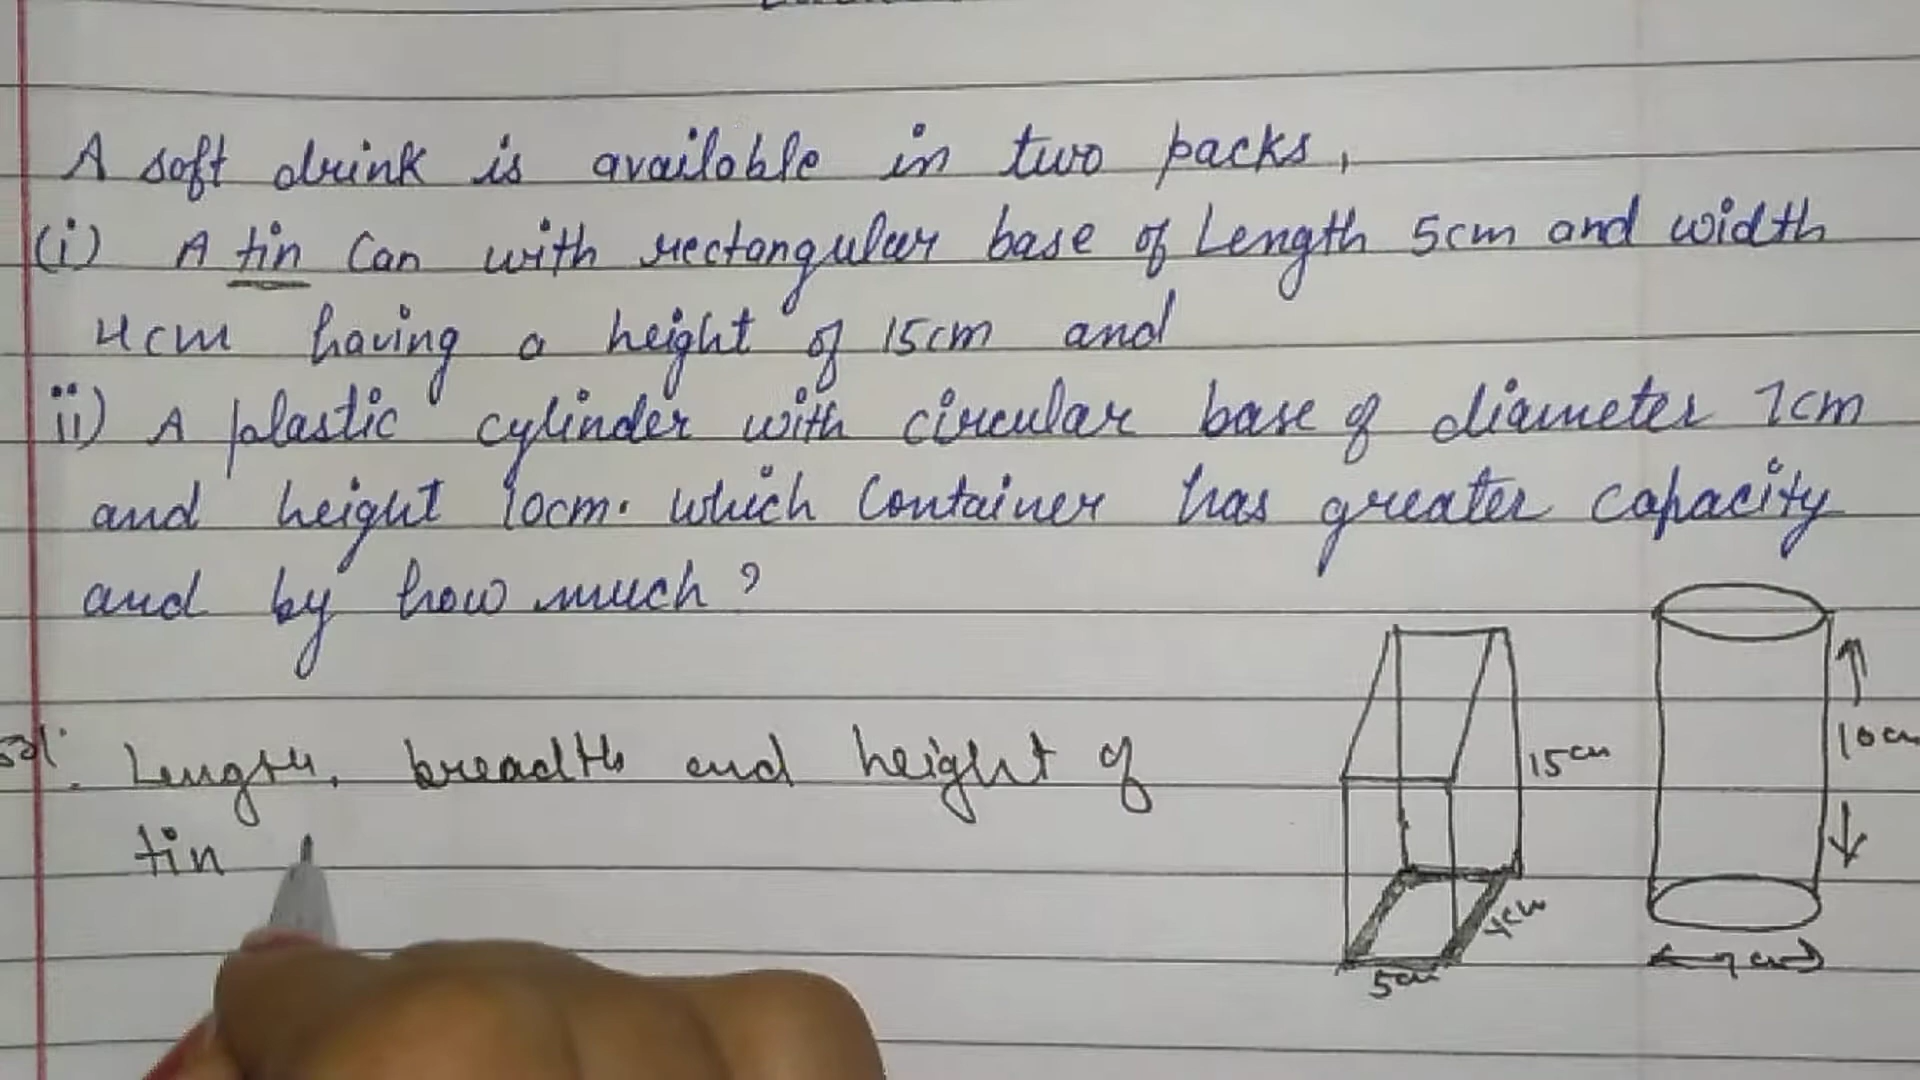 A soft drink is available in two packs,
(i) A tin Can with rectangular base of Length 5cm and width
4cm having a height of 15cm and
ii) A plastic cylinder with circular base of diameter 7cm
and height 10cm. which Container has greater capacity
and by how much?
Sol. Length, breadth and height of
tin
15cm
4cm
5cm
10cm
7cm